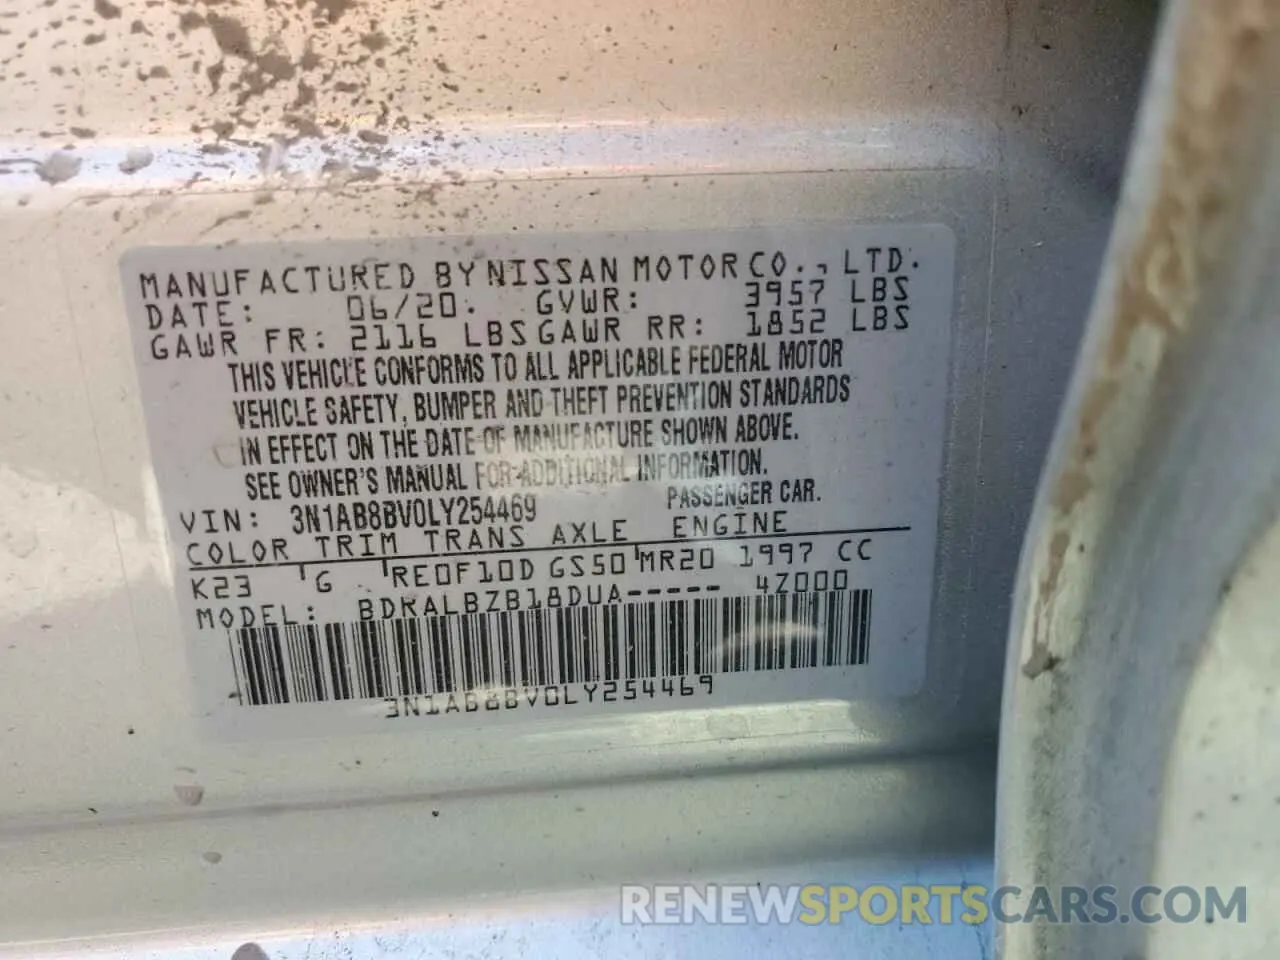 MANUFACTURED BY NISSAN MOTOR CO., LTD.
DATE: 06/20. GVWR: 3957 LBS
GAWR FR: 2116 LBS GAWR RR: 1852 LBS
THIS VEHICLE CONFORMS TO ALL APPLICABLE FEDERAL MOTOR
VEHICLE SAFETY, BUMPER AND THEFT PREVENTION STANDARDS
IN EFFECT ON THE DATE OF MANUFACTURE SHOWN ABOVE.
SEE OWNER'S MANUAL FOR ADDITIONAL INFORMATION.
VIN: 3N1AB8BV0LY254469 PASSENGER CAR.
COLOR TRIM TRANS AXLE ENGINE
K23 G RE0F10D GS50 MR20 1997 CC
MODEL: BDRALBZB18DUA----- 4Z000
3N1AB8BV0LY254469
RENEWSPORTSCARS.COM